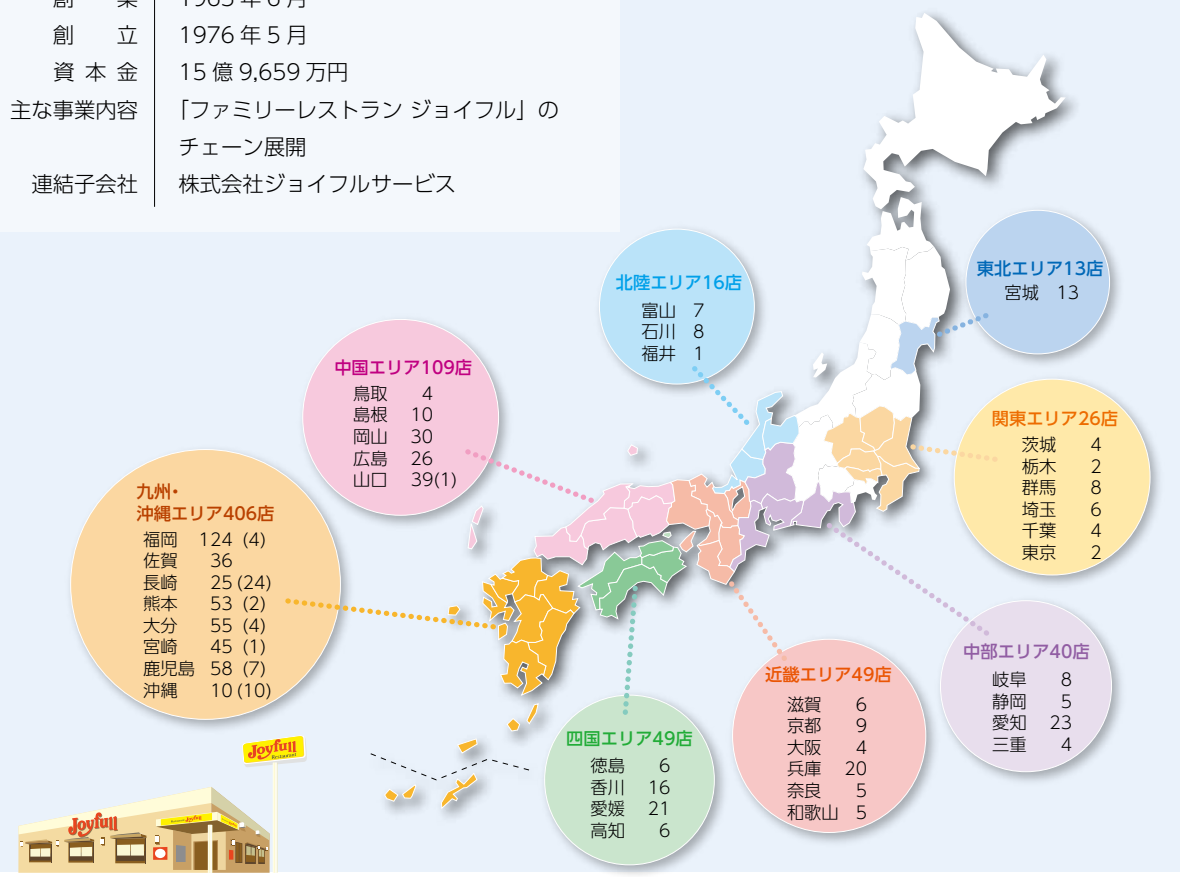 創　業　1965年6月
創　立　1976年5月
資 本 金　15億9,659万円
主な事業内容　「ファミリーレストラン ジョイフル」の
チェーン展開
連結子会社　株式会社ジョイフルサービス
東北エリア13店
宮城 13
北陸エリア16店
富山 7
石川 8
福井 1
中国エリア109店
鳥取 4
島根 10
岡山 30
広島 26
山口 39(1)
関東エリア26店
茨城 4
栃木 2
群馬 8
埼玉 6
千葉 4
東京 2
九州・
沖縄エリア406店
福岡 124 (4)
佐賀 36
長崎 25 (24)
熊本 53 (2)
大分 55 (4)
宮崎 45 (1)
鹿児島 58 (7)
沖縄 10 (10)
中部エリア40店
岐阜 8
静岡 5
愛知 23
三重 4
近畿エリア49店
滋賀 6
京都 9
大阪 4
兵庫 20
奈良 5
和歌山 5
四国エリア49店
徳島 6
香川 16
愛媛 21
高知 6
Joyfull
Restaurant
Joyfull
Joyfull